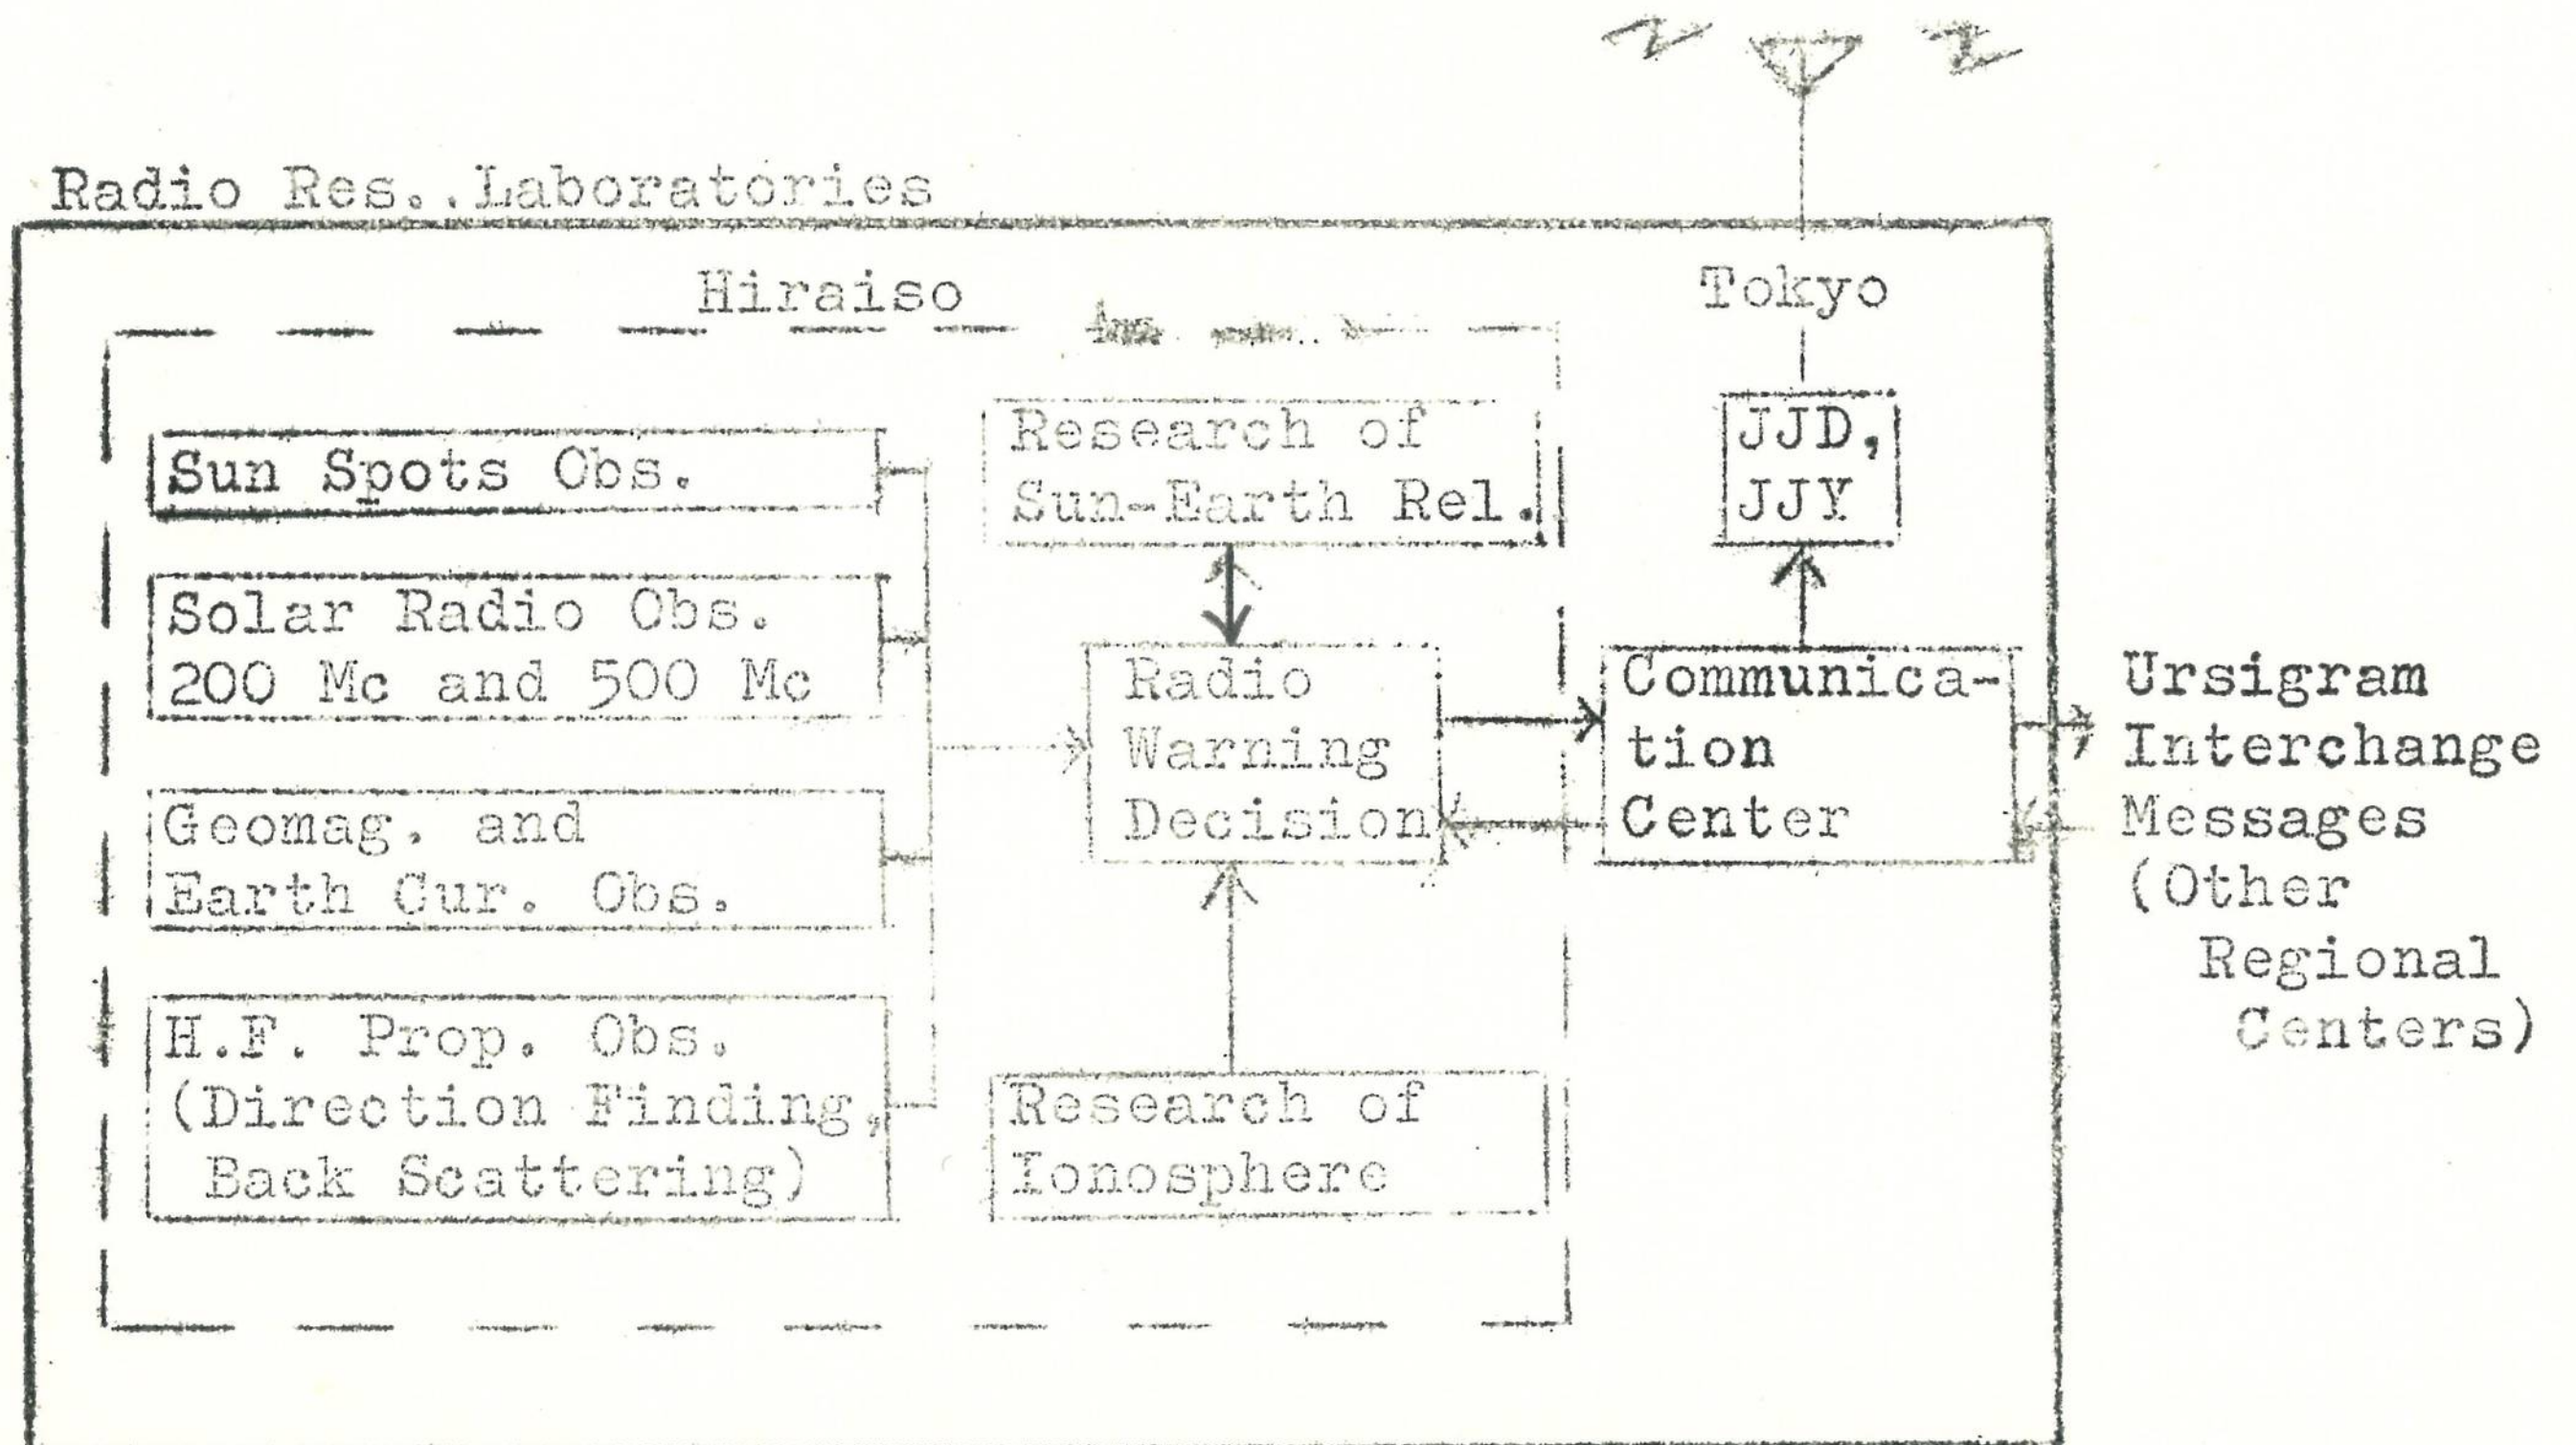 Radio Res..Laboratories
Hiraiso
Tokyo
Sun Spots Obs.
Solar Radio Obs.
200 Mc and 500 Mc
Geomag. and
Earth Cur. Obs.
H.F. Prop. Obs.
(Direction Finding,
Back Scattering)
Research of
Sun-Earth Rel.
Radio
Warning
Decision
Research of
Ionosphere
JJD,
JJY
Communica-
tion
Center
Ursigram
Interchange
Messages
(Other
Regional
Centers)